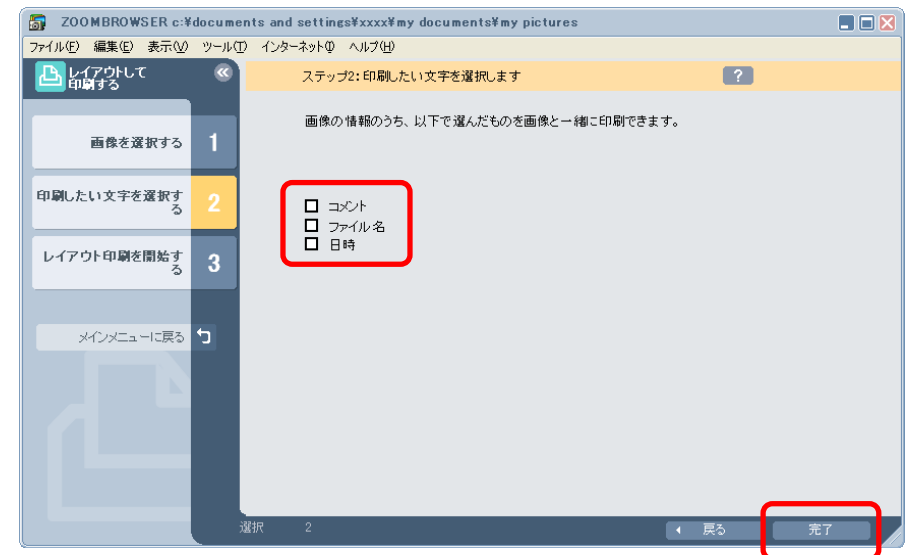 ZOOMBROWSER c:¥documents and settings¥xxxx¥my documents¥my pictures
ファイル(F) 編集(E) 表示(V) ツール(T) インターネット(I) ヘルプ(H)
レイアウトして
印刷する
ステップ2:印刷したい文字を選択します
?
画像の情報のうち、以下で選んだものを画像と一緒に印刷できます。
画像を選択する 1
印刷したい文字を選択す
る
2
レイアウト印刷を開始す
る
3
メインメニューに戻る
コメント
ファイル名
日時
選択 2
戻る
完了